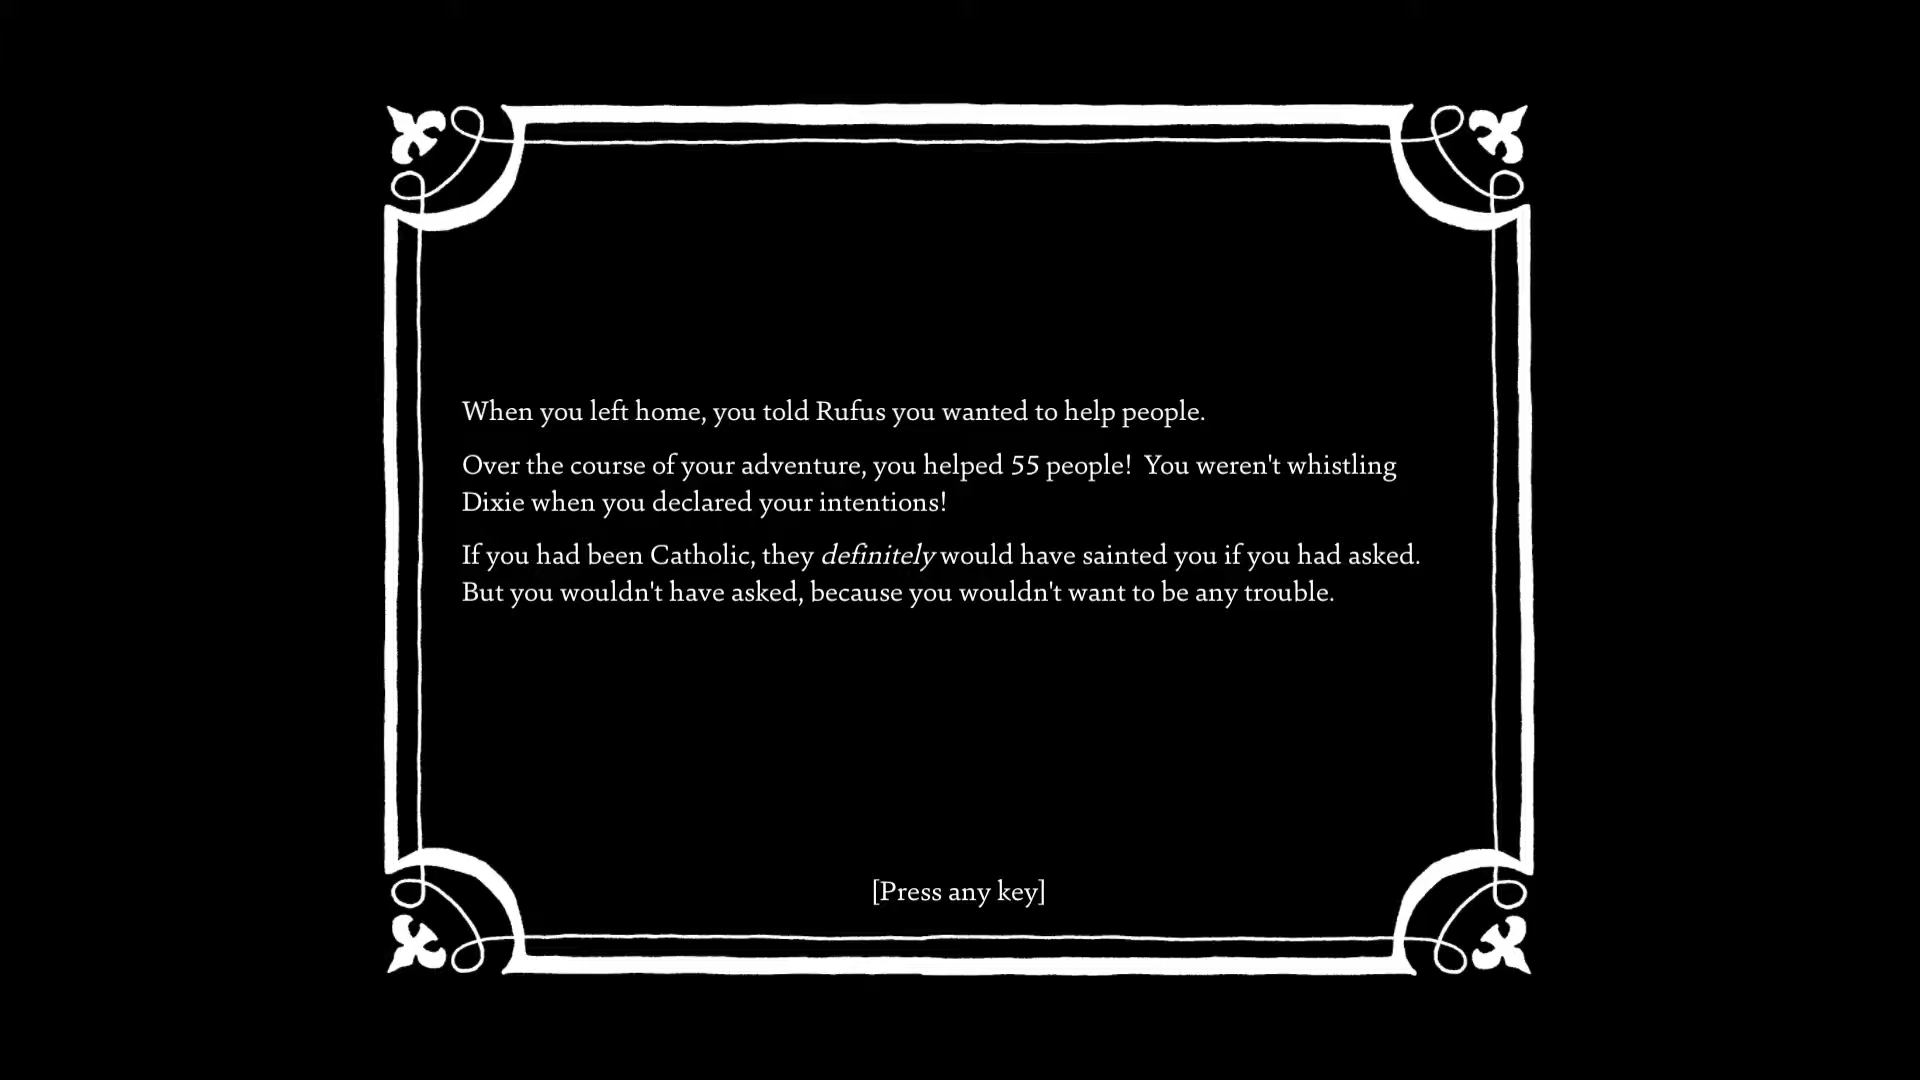 When you left home, you told Rufus you wanted to help people.
Over the course of your adventure, you helped 55 people!  You weren't whistling
Dixie when you declared your intentions!
If you had been Catholic, they definitely would have sainted you if you had asked.
But you wouldn't have asked, because you wouldn't want to be any trouble.
[Press any key]